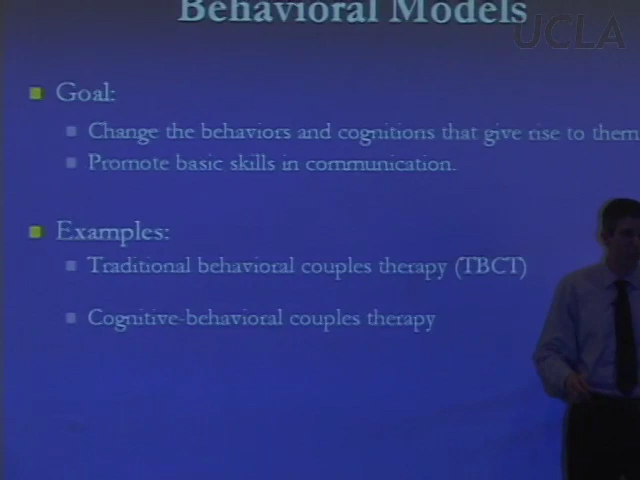 Behavioral Models
UCLA
Goal:
Change the behaviors and cognitions that give rise to them
Promote basic skills in communication.
Examples:
Traditional behavioral couples therapy (TBCT)
Cognitive-behavioral couples therapy